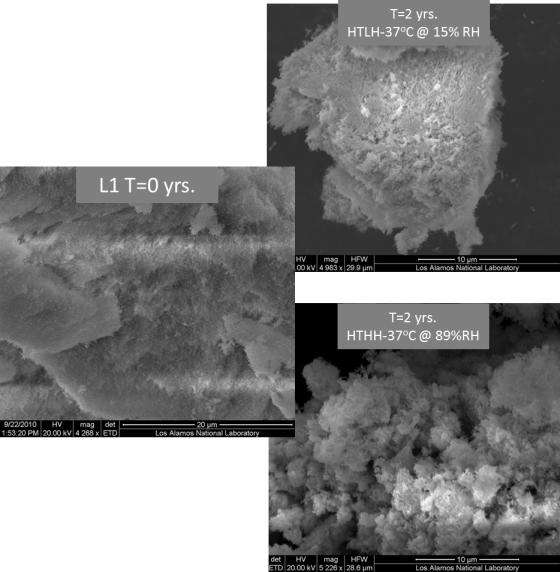 T=2 yrs.
HTLH-37°C @ 15% RH
HV mag HFW 10 µm
.00 kV 4 983 x 29.9 µm Los Alamos National Laboratory
L1 T=0 yrs.
9/22/2010 HV mag det 20 µm
1:53:20 PM 20.00 kV 4 268 x ETD Los Alamos National Laboratory
T=2 yrs.
HTHH-37°C @ 89%RH
det HV mag HFW 10 µm
ETD 20.00 kV 5 226 x 28.6 µm Los Alamos National Laboratory